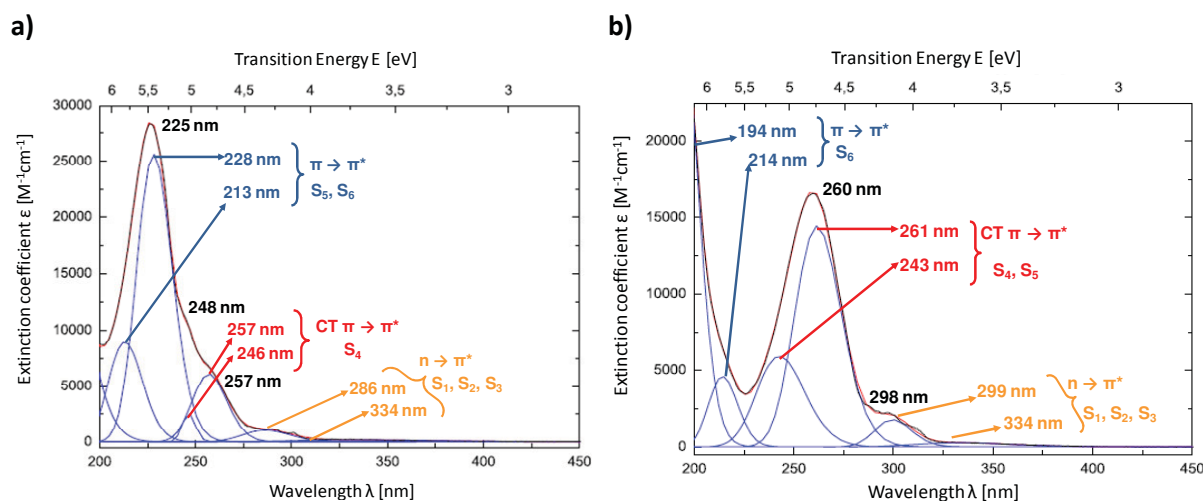 a)
Transition Energy E [eV]
6 5,5 5 4,5 4 3,5 3
30000
25000
20000
15000
10000
5000
0
Extinction coefficient ε [M⁻¹cm⁻¹]
225 nm
228 nm
213 nm
π → π*
S₅, S₆
248 nm
257 nm
246 nm
CT π → π*
S₄
257 nm
n → π*
286 nm
S₁, S₂, S₃
334 nm
200 250 300 350 400 450
Wavelength λ [nm]
b)
Transition Energy E [eV]
6 5,5 5 4,5 4 3,5 3
20000
15000
10000
5000
0
Extinction coefficient ε [M⁻¹cm⁻¹]
194 nm
214 nm
π → π*
S₆
260 nm
261 nm
243 nm
CT π → π*
S₄, S₅
298 nm
299 nm
334 nm
n → π*
S₁, S₂, S₃
200 250 300 350 400 450
Wavelength λ [nm]